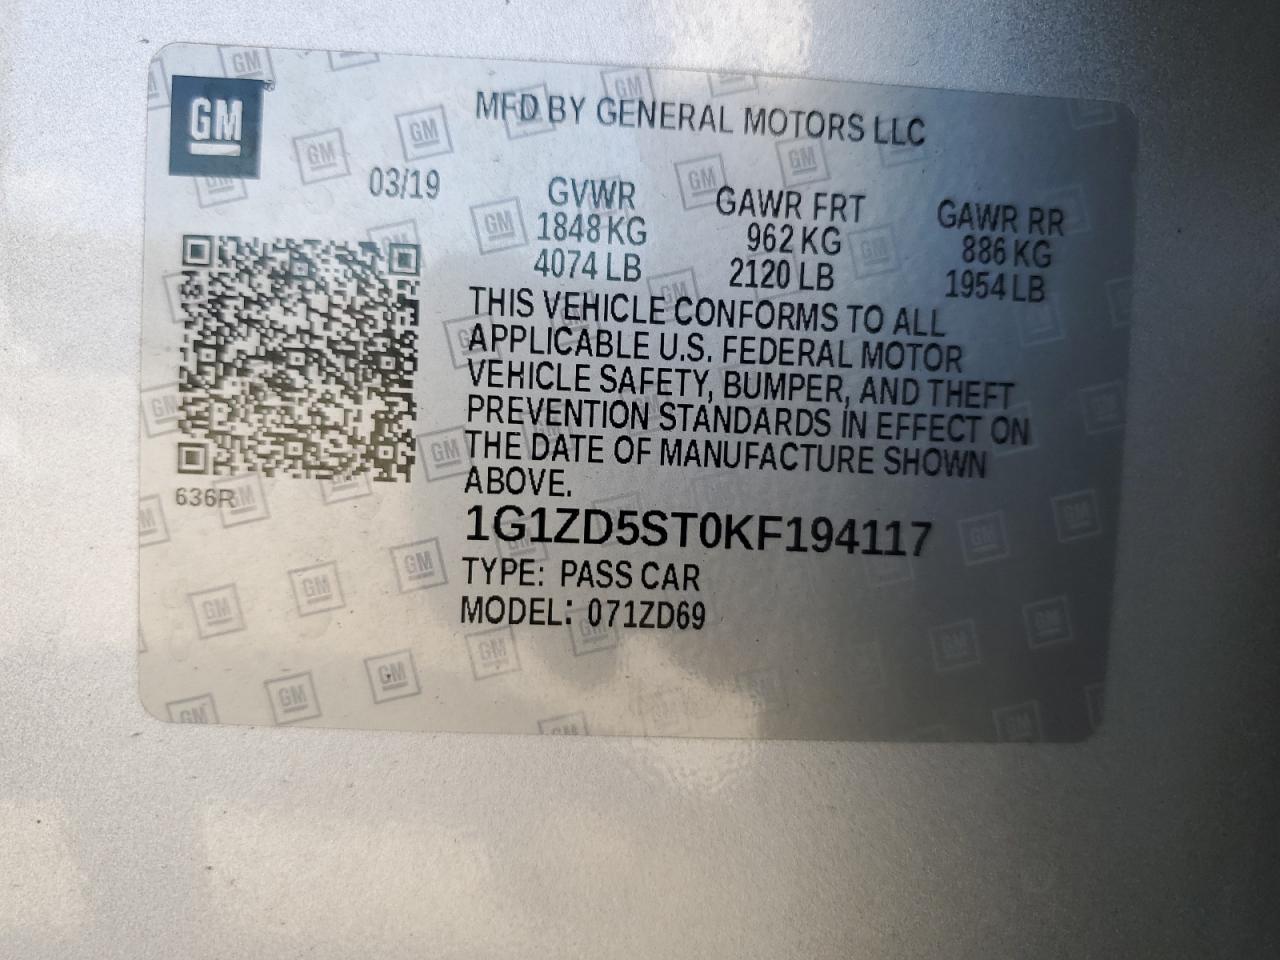 GM
MFD BY GENERAL MOTORS LLC
03/19
GVWR GAWR FRT GAWR RR
1848 KG 962 KG 886 KG
4074 LB 2120 LB 1954 LB
THIS VEHICLE CONFORMS TO ALL
APPLICABLE U.S. FEDERAL MOTOR
VEHICLE SAFETY, BUMPER, AND THEFT
PREVENTION STANDARDS IN EFFECT ON
THE DATE OF MANUFACTURE SHOWN
ABOVE.
636R
1G1ZD5ST0KF194117
TYPE: PASS CAR
MODEL: 071ZD69